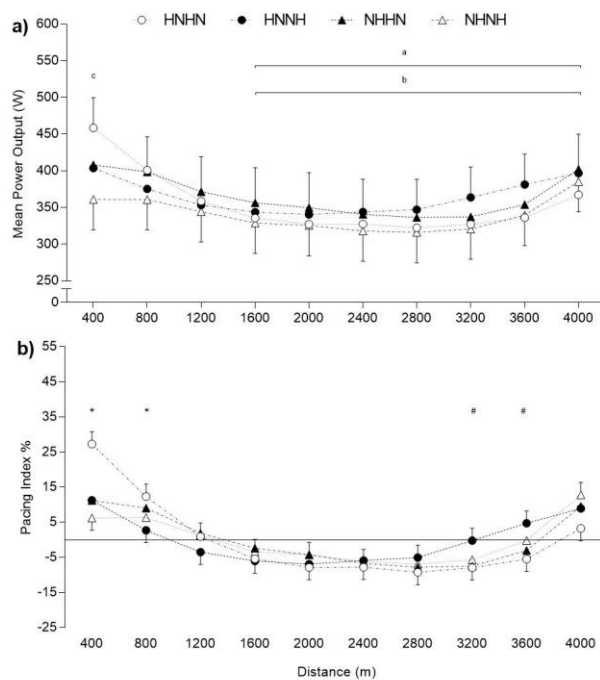 HNHN HNNH NHHN NHNH
a)
Mean Power Output (W)
600
550
500
450
400
350
300
250
0
c
a
b
400 800 1200 1600 2000 2400 2800 3200 3600 4000
b)
Pacing Index %
55
45
35
25
15
5
-5
-15
-25
* * # #
400 800 1200 1600 2000 2400 2800 3200 3600 4000
Distance (m)